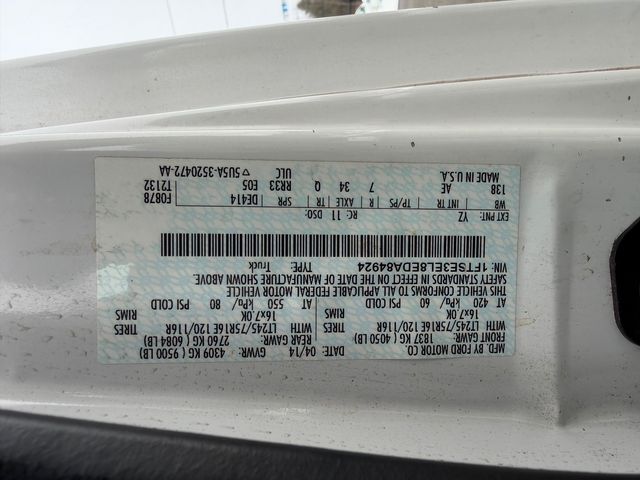 MFD. BY FORD MOTOR CO.
DATE: 04/14 GVWR: 4309 KG ( 9500 LB)
FRONT GAWR: REAR GAWR: 2760 KG ( 6084 LB)
1837 KG ( 4050 LB) WITH
LT245/75R16E 120/116R TIRES LT245/75R16E 120/116R TIRES
16x7.0K RIMS 16x7.0K RIMS
AT 420 kPa/ 60 PSI COLD AT 550 kPa/ 80 PSI COLD
THIS VEHICLE CONFORMS TO ALL APPLICABLE FEDERAL MOTOR VEHICLE
SAFETY STANDARDS IN EFFECT ON THE DATE OF MANUFACTURE SHOWN ABOVE
VIN: 1FTSE3EL8EDA84924
TYPE: Truck
EXT PNT: YZ RC: 11 DSO: F0878
WB INT TR TP/PS R AXLE TR SPR DE414 T2132
138 AE 7 34 Q RR33 E05
MADE IN U.S.A. ULC ▽ 5U5A-3520472-AA